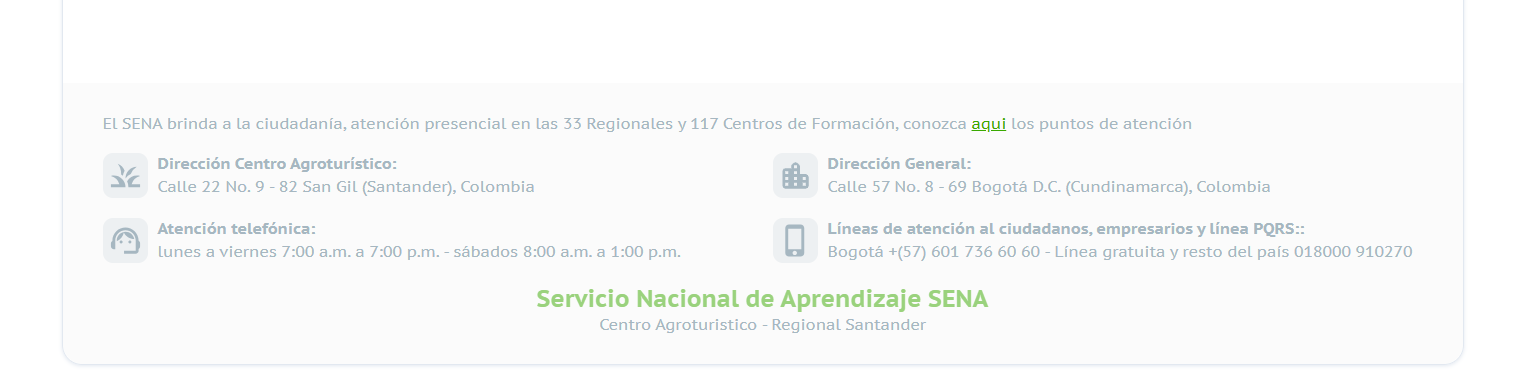 El SENA brinda a la ciudadanía, atención presencial en las 33 Regionales y 117 Centros de Formación, conozca aqui los puntos de atención
Dirección Centro Agroturístico:
Calle 22 No. 9 - 82 San Gil (Santander), Colombia
Dirección General:
Calle 57 No. 8 - 69 Bogotá D.C. (Cundinamarca), Colombia
Atención telefónica:
lunes a viernes 7:00 a.m. a 7:00 p.m. - sábados 8:00 a.m. a 1:00 p.m.
Líneas de atención al ciudadanos, empresarios y línea PQRS::
Bogotá +(57) 601 736 60 60 - Línea gratuita y resto del país 018000 910270
Servicio Nacional de Aprendizaje SENA
Centro Agroturistico - Regional Santander